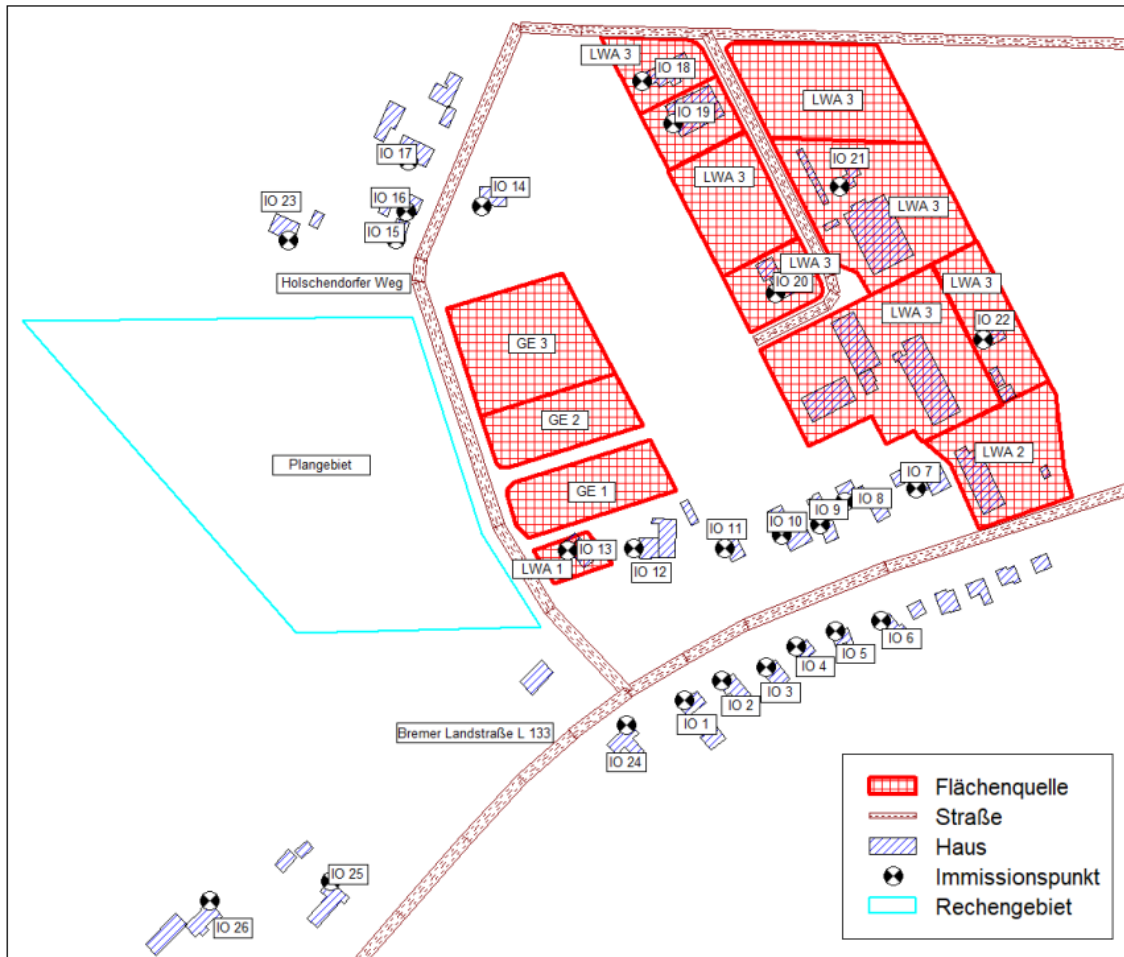 LWA 3
IO 18
LWA 3
IO 19
IO 17
IO 21
LWA 3
IO 14
IO 23
IO 16
LWA 3
IO 15
LWA 3
Holschendorfer Weg
LWA 3
IO 20
LWA 3
IO 22
GE 3
GE 2
Plangebiet
LWA 2
IO 7
GE 1
IO 8
IO 9
IO 10
IO 11
IO 13
LWA 1
IO 12
IO 6
IO 5
IO 4
IO 3
IO 2
IO 1
Bremer Landstraße L 133
IO 24
IO 25
IO 26
Flächenquelle
Straße
Haus
Immissionspunkt
Rechengebiet